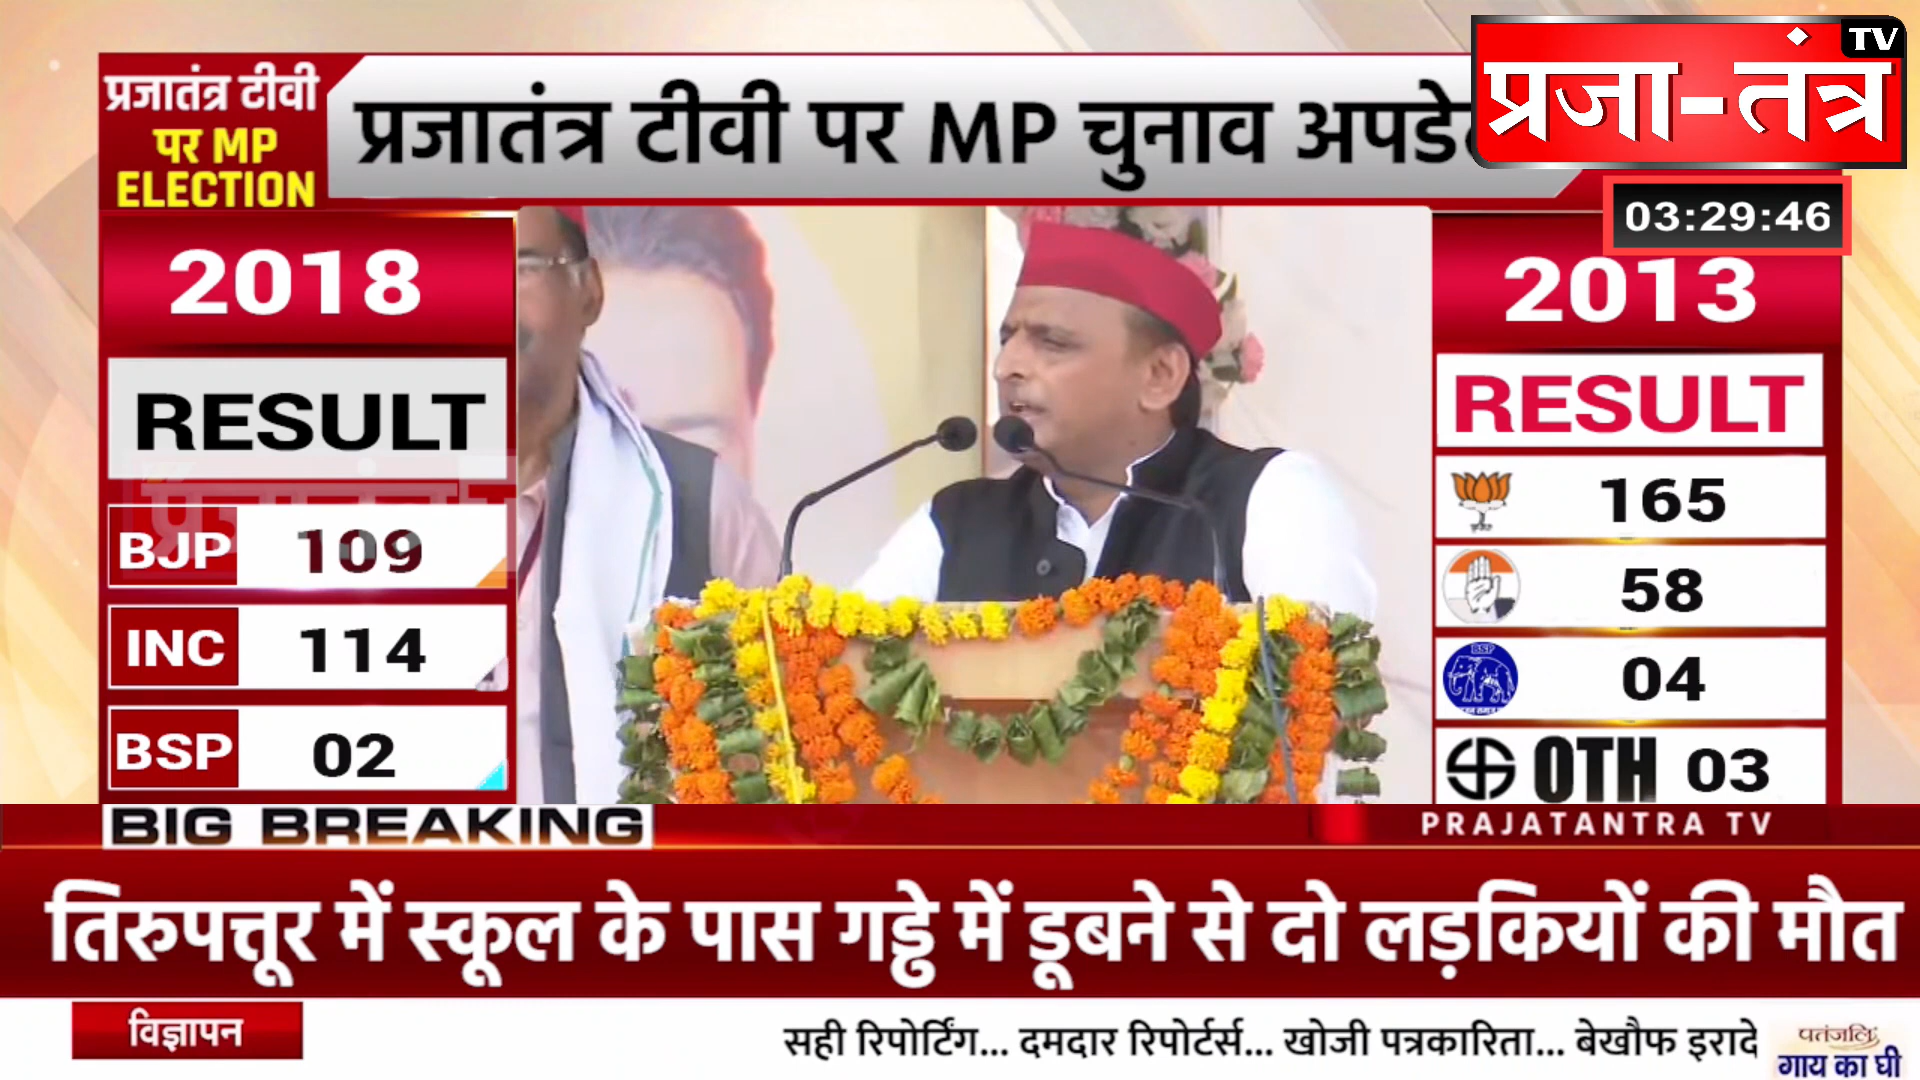 TV
प्रजा-तंत्र
प्रजातंत्र टीवी
पर MP
ELECTION
प्रजातंत्र टीवी पर MP चुनाव
03:29:46
2018
RESULT
BJP 109
INC 114
BSP 02
2013
RESULT
165
58
BSP
04
OTH 03
BIG BREAKING
PRAJATANTRA TV
तिरुपत्तूर में स्कूल के पास गड्ढे में डूबने से दो लड़कियों की मौत
विज्ञापन
सही रिपोर्टिंग... दमदार रिपोर्टर्स... खोजी पत्रकारिता... बेखौफ इरादे
पतंजलि
गाय का घी